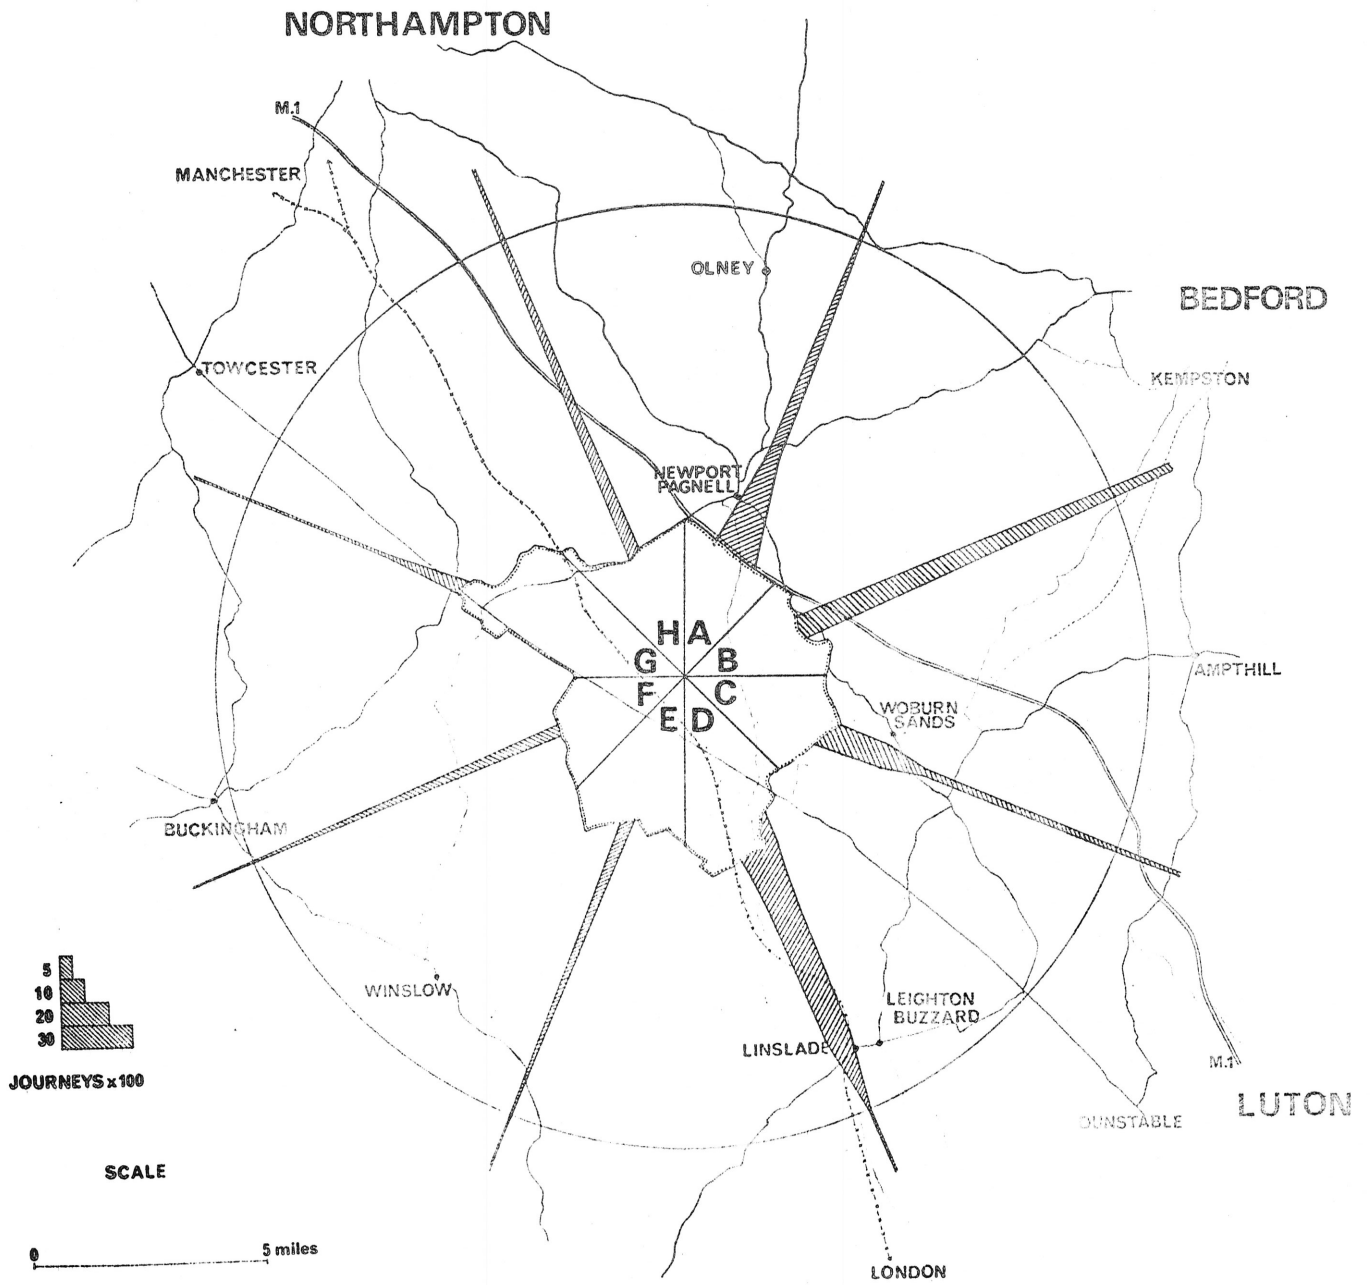 NORTHAMPTON
M.1
MANCHESTER
OLNEY
BEDFORD
TOWCESTER
KEMPSTON
NEWPORT
PAGNELL
H A
G B
F C
E D
AMPTHILL
WOBURN
SANDS
BUCKINGHAM
WINSLOW
5
10
20
30
JOURNEYS x 100
LEIGHTON
BUZZARD
LINSLADE
M.1
LUTON
DUNSTABLE
SCALE
0
5 miles
LONDON